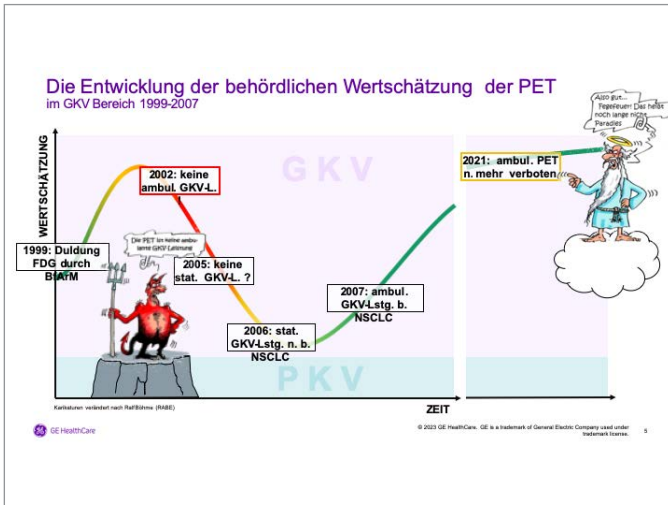 Die Entwicklung der behördlichen Wertschätzung der PET
im GKV Bereich 1999-2007
WERTSCHÄTZUNG
GKV
Also gut...
Fegefeuer! Das heißt
noch lange nicht
Paradies
2002: keine
ambul. GKV-L.
!
2021: ambul. PET
n. mehr verboten
Die PET ist keine ambu-
lante GKV-Leistung
1999: Duldung
FDG durch
BfArM
2005: keine
stat. GKV-L. ?
2007: ambul.
GKV-Lstg. b.
NSCLC
2006: stat.
GKV-Lstg. n. b.
NSCLC
PKV
Karikaturen verändert nach Ralf Böhme (RABE)
ZEIT
GE HealthCare
© 2023 GE HealthCare. GE is a trademark of General Electric Company used under
trademark license.
5